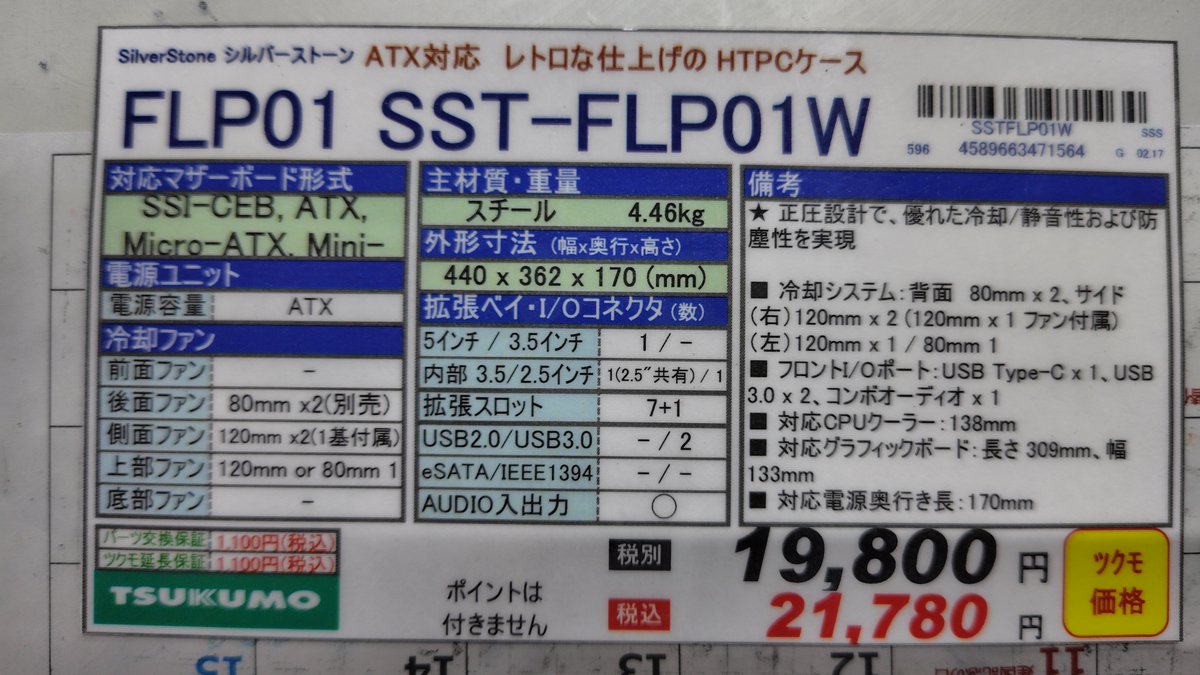 SilverStone シルバーストーン ATX対応 レトロな仕上げの HTPCケース
FLP01 SST-FLP01W
SSTFLP01W
SSS
596 4589663471564 G 02.17
対応マザーボード形式
SSI-CEB, ATX,
Micro-ATX, Mini-
電源ユニット
電源容量 ATX
冷却ファン
前面ファン -
後面ファン 80mm x2(別売)
側面ファン 120mm x2(1基付属)
上部ファン 120mm or 80mm 1
底部ファン -
主材質・重量
スチール 4.46kg
外形寸法 (幅x奥行x高さ)
440 x 362 x 170 (mm)
拡張ベイ・I/Oコネクタ (数)
5インチ / 3.5インチ 1 / -
内部 3.5/2.5インチ 1(2.5"共有) / 1
拡張スロット 7+1
USB2.0/USB3.0 - / 2
eSATA/IEEE1394 - / -
AUDIO入出力 ○
備考
★ 正圧設計で、優れた冷却/静音性および防
塵性を実現
■ 冷却システム：背面 80mm x 2、サイド
(右)120mm x 2 (120mm x 1 ファン付属)
(左)120mm x 1 / 80mm 1
■ フロントI/Oポート：USB Type-C x 1、USB
3.0 x 2、コンボオーディオ x 1
■ 対応CPUクーラー：138mm
■ 対応グラフィックボード：長さ 309mm、幅
133mm
■ 対応電源奥行き長：170mm
パーツ交換保証 1,100円(税込)
ツクモ延長保証 1,100円(税込)
TSUKUMO
ポイントは
付きません
税別 19,800 円
税込 21,780 円
ツクモ
価格
15 14 13 12 11